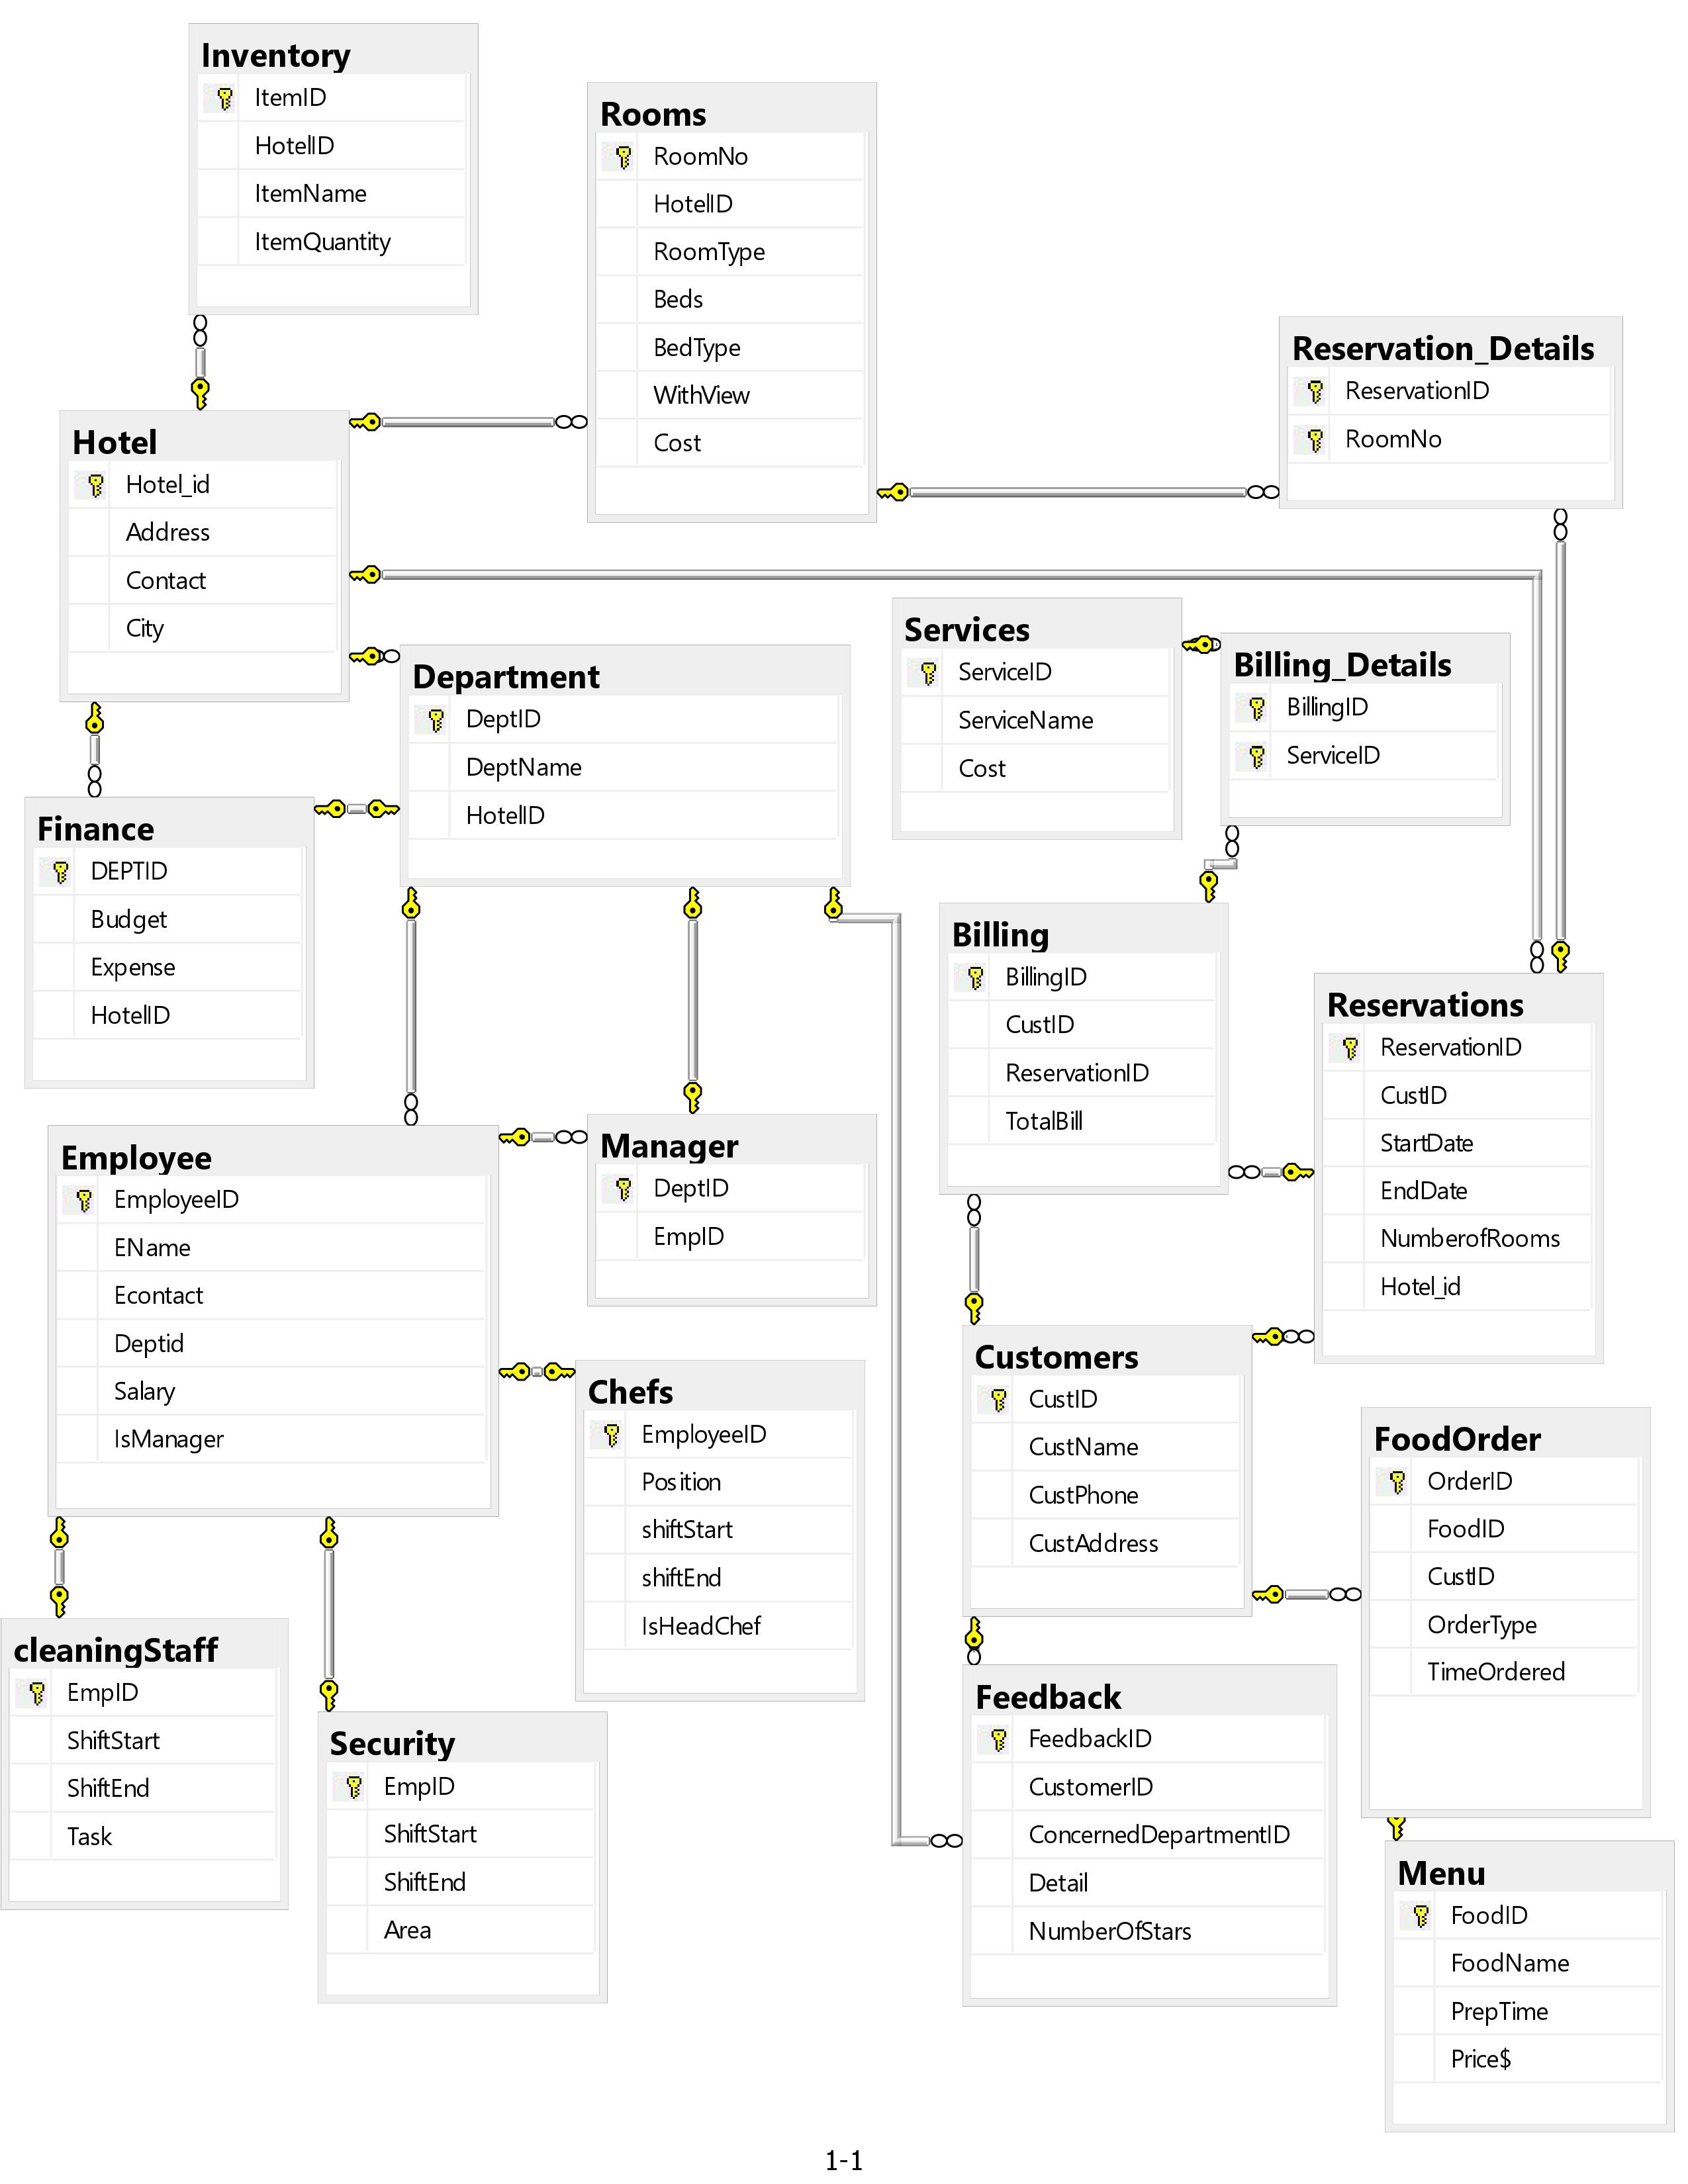 Inventory
ItemID
HotelID
ItemName
ItemQuantity
Rooms
RoomNo
HotelID
RoomType
Beds
BedType
WithView
Cost
Reservation_Details
ReservationID
RoomNo
Hotel
Hotel_id
Address
Contact
City
Department
DeptID
DeptName
HotelID
Services
ServiceID
ServiceName
Cost
Billing_Details
BillingID
ServiceID
Finance
DEPTID
Budget
Expense
HotelID
Billing
BillingID
CustID
ReservationID
TotalBill
Reservations
ReservationID
CustID
StartDate
EndDate
NumberofRooms
Hotel_id
Employee
EmployeeID
EName
Econtact
Deptid
Salary
IsManager
Manager
DeptID
EmpID
Chefs
EmployeeID
Position
shiftStart
shiftEnd
IsHeadChef
Customers
CustID
CustName
CustPhone
CustAddress
FoodOrder
OrderID
FoodID
CustID
OrderType
TimeOrdered
cleaningStaff
EmpID
ShiftStart
ShiftEnd
Task
Security
EmpID
ShiftStart
ShiftEnd
Area
Feedback
FeedbackID
CustomerID
ConcernedDepartmentID
Detail
NumberOfStars
Menu
FoodID
FoodName
PrepTime
Price$
1-1